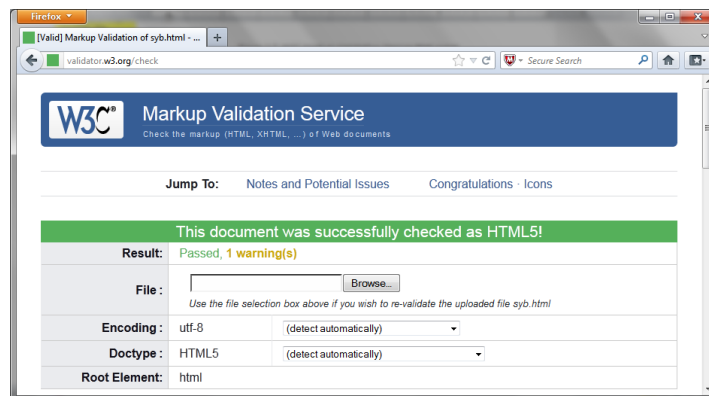 Firefox
[Valid] Markup Validation of syb.html - ... +
validator.w3.org/check
Secure Search
W3C®
Markup Validation Service
Check the markup (HTML, XHTML, ...) of Web documents
Jump To: Notes and Potential Issues Congratulations · Icons
This document was successfully checked as HTML5!
Result: Passed, 1 warning(s)
File : Browse...
Use the file selection box above if you wish to re-validate the uploaded file syb.html
Encoding : utf-8 (detect automatically)
Doctype : HTML5 (detect automatically)
Root Element: html